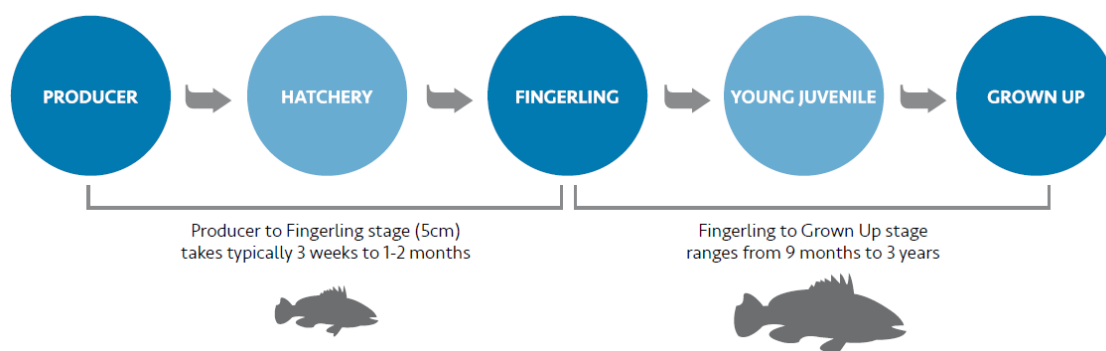 PRODUCER
HATCHERY
FINGERLING
YOUNG JUVENILE
GROWN UP
Producer to Fingerling stage (5cm)
takes typically 3 weeks to 1-2 months
Fingerling to Grown Up stage
ranges from 9 months to 3 years